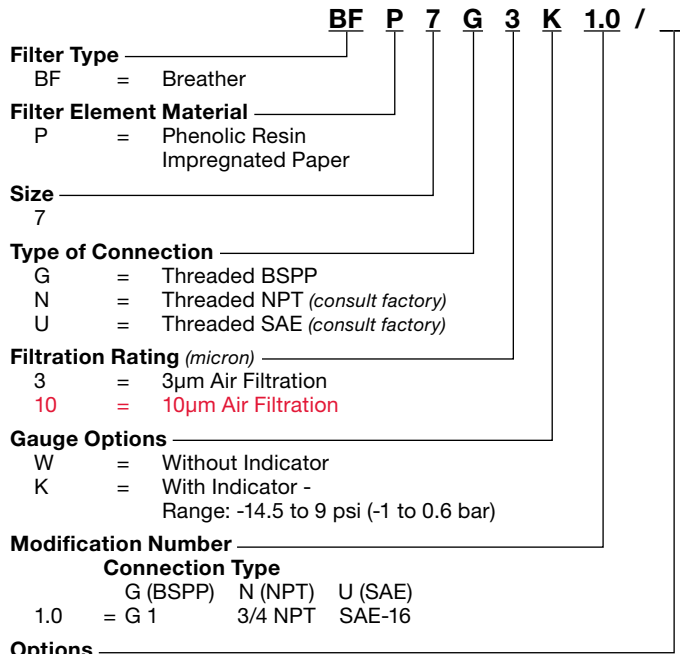 BF P 7 G 3 K 1.0 / __
Filter Type
BF = Breather
Filter Element Material
P = Phenolic Resin
Impregnated Paper
Size
7
Type of Connection
G = Threaded BSPP
N = Threaded NPT (consult factory)
U = Threaded SAE (consult factory)
Filtration Rating (micron)
3 = 3µm Air Filtration
10 = 10µm Air Filtration
Gauge Options
W = Without Indicator
K = With Indicator -
Range: -14.5 to 9 psi (-1 to 0.6 bar)
Modification Number
Connection Type
G (BSPP) N (NPT) U (SAE)
1.0 = G 1 3/4 NPT SAE-16
Options